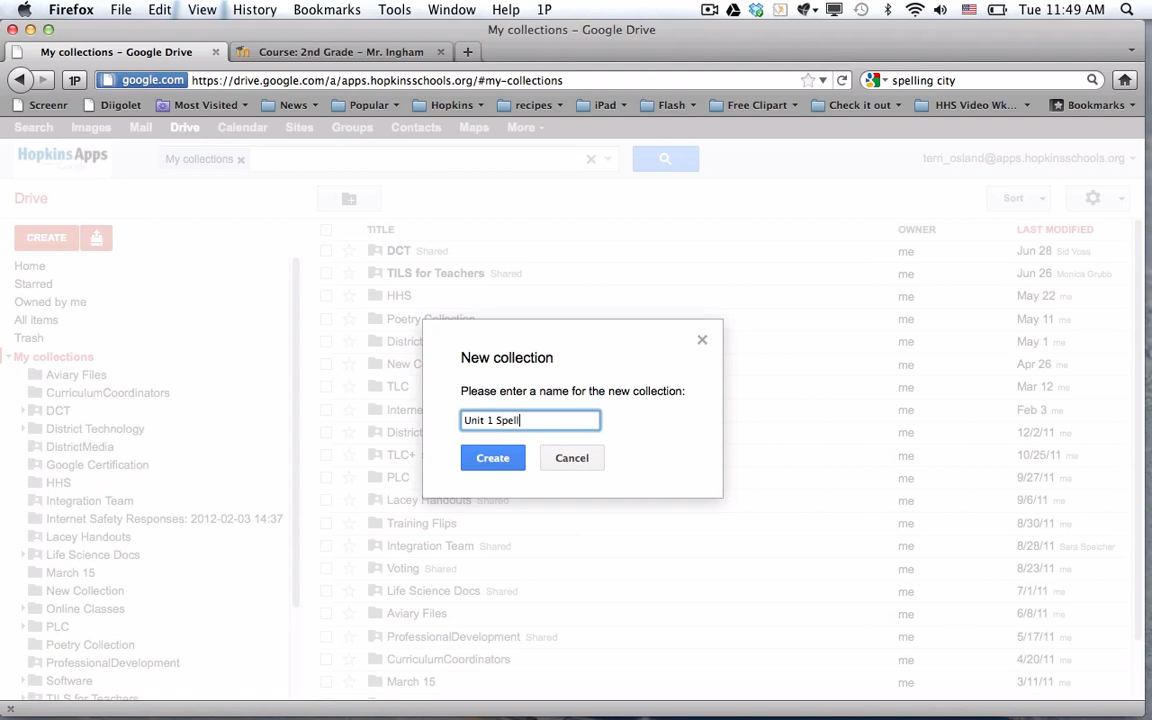 Firefox File Edit View History Bookmarks Tools Window Help 1P Tue 11:49 AM
My collections – Google Drive
My collections – Google Drive Course: 2nd Grade – Mr. Ingham
1P google.com https://drive.google.com/a/apps.hopkinsschools.org/#my-collections spelling city
Screenr Diigolet Most Visited News Popular Hopkins recipes iPad Flash Free Clipart Check it out HHS Video Wk... Bookmarks
Search Images Mail Drive Calendar Sites Groups Contacts Maps More
Hopkins Apps My collections terri_osland@apps.hopkinsschools.org
Drive Sort
CREATE TITLE OWNER LAST MODIFIED
DCT Shared me Jun 28 Sid Voss
Home
TILS for Teachers Shared me Jun 26 Monica Grubb
Starred
HHS me May 22 me
Owned by me
Poetry Collection me May 11 me
All items
Trash
District me May 1 me
My collections
New C me Apr 26 me
Aviary Files
TLC me Mar 12 me
CurriculumCoordinators
Interne me Feb 3 me
DCT
District Technology
Distric me 12/2/11 me
DistrictMedia
TLC+ me 10/25/11 me
Google Certification
PLC me 9/27/11 me
HHS
Integration Team
Lacey Handouts Shared me 9/6/11 me
Internet Safety Responses: 2012-02-03 14:37
Training Flips me 8/30/11 me
Lacey Handouts
Integration Team Shared me 8/28/11 Sara Speicher
Life Science Docs
Voting Shared me 8/23/11 me
March 15
New Collection
Life Science Docs Shared me 7/1/11 me
Online Classes
Aviary Files me 6/8/11 me
PLC
ProfessionalDevelopment Shared me 5/17/11 me
Poetry Collection
CurriculumCoordinators me 4/20/11 me
ProfessionalDevelopment
Software
March 15 me 3/11/11 me
TILS for Teachers
New collection
Please enter a name for the new collection:
Unit 1 Spell
Create Cancel